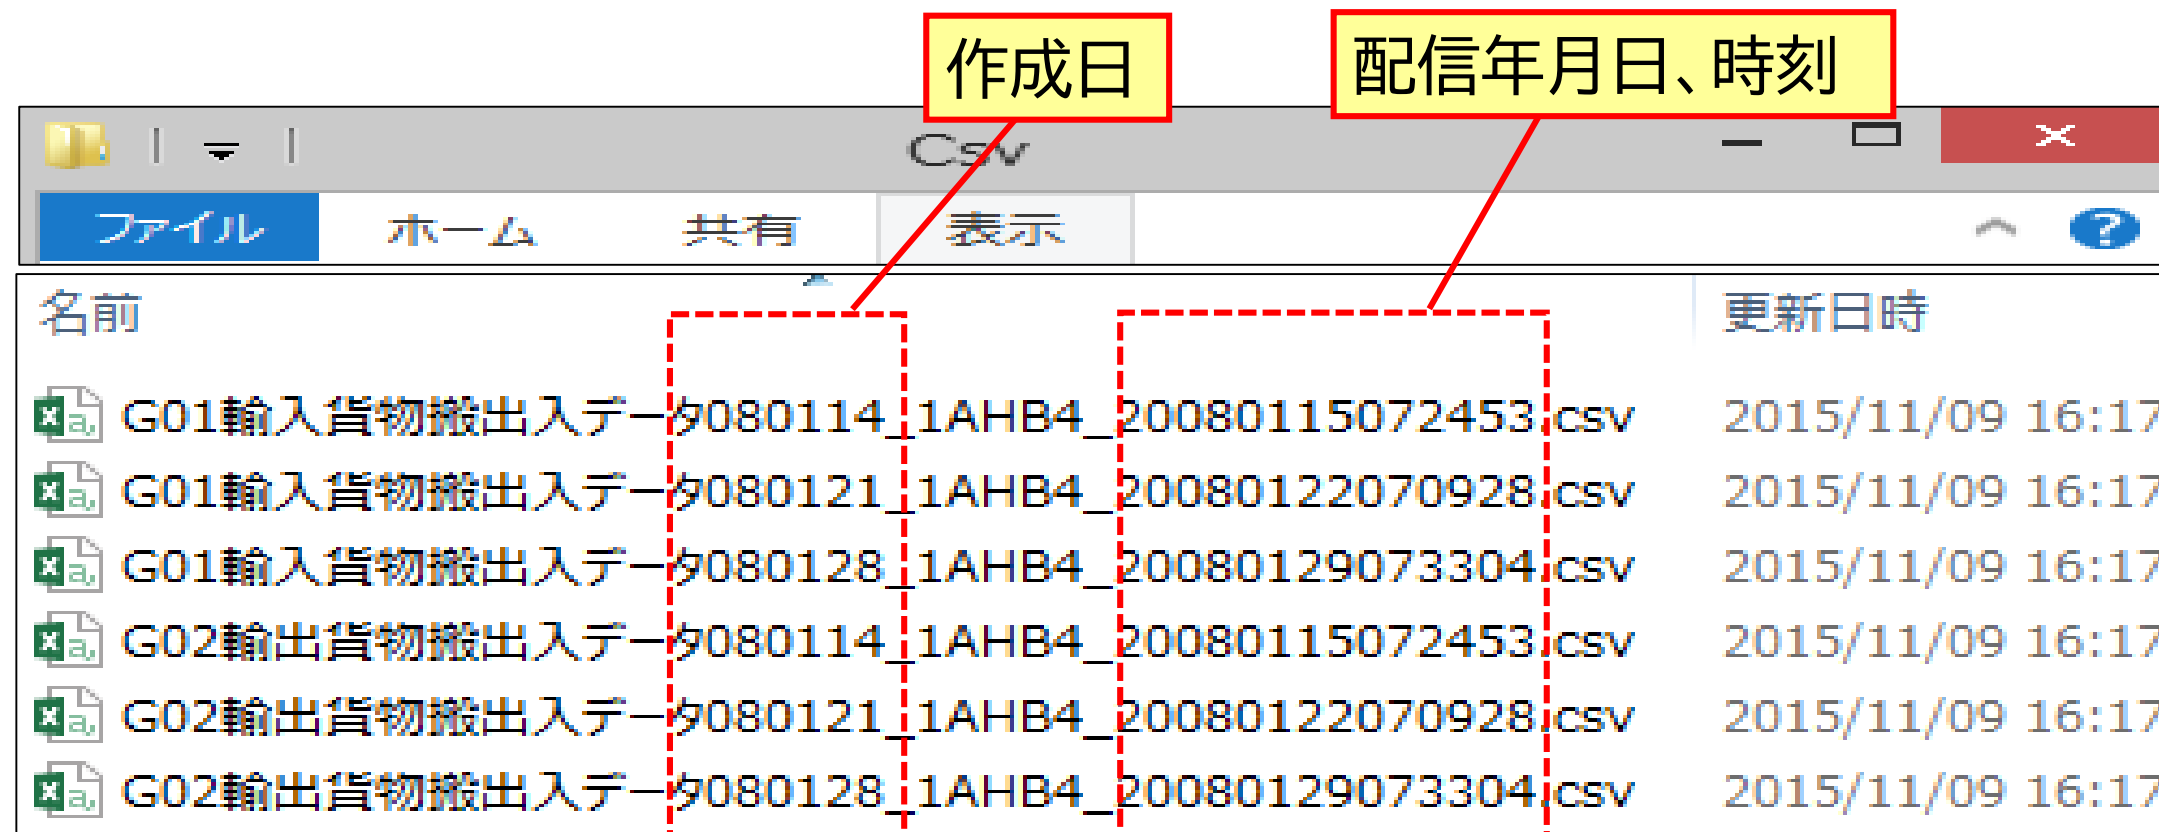 作成日
配信年月日、時刻
Csv
ファイル ホーム 共有 表示
名前 更新日時
G01輸入貨物搬出入データ080114_1AHB4_20080115072453.csv 2015/11/09 16:17
G01輸入貨物搬出入データ080121_1AHB4_20080122070928.csv 2015/11/09 16:17
G01輸入貨物搬出入データ080128_1AHB4_20080129073304.csv 2015/11/09 16:17
G02輸出貨物搬出入データ080114_1AHB4_20080115072453.csv 2015/11/09 16:17
G02輸出貨物搬出入データ080121_1AHB4_20080122070928.csv 2015/11/09 16:17
G02輸出貨物搬出入データ080128_1AHB4_20080129073304.csv 2015/11/09 16:17